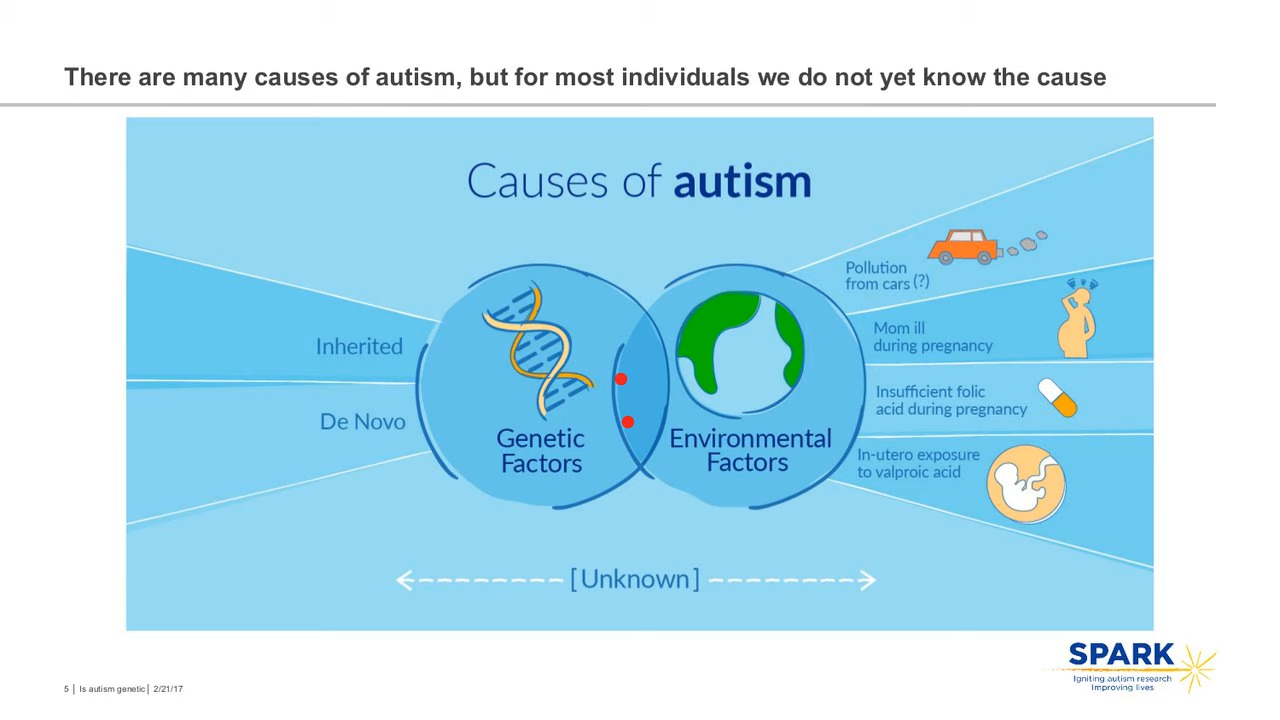 There are many causes of autism, but for most individuals we do not yet know the cause
Causes of autism
Inherited
De Novo
Genetic
Factors
Environmental
Factors
Pollution
from cars (?)
Mom ill
during pregnancy
Insufficient folic
acid during pregnancy
In-utero exposure
to valproic acid
[Unknown]
SPARK
Igniting autism research
Improving lives
5 | Is autism genetic | 2/21/17